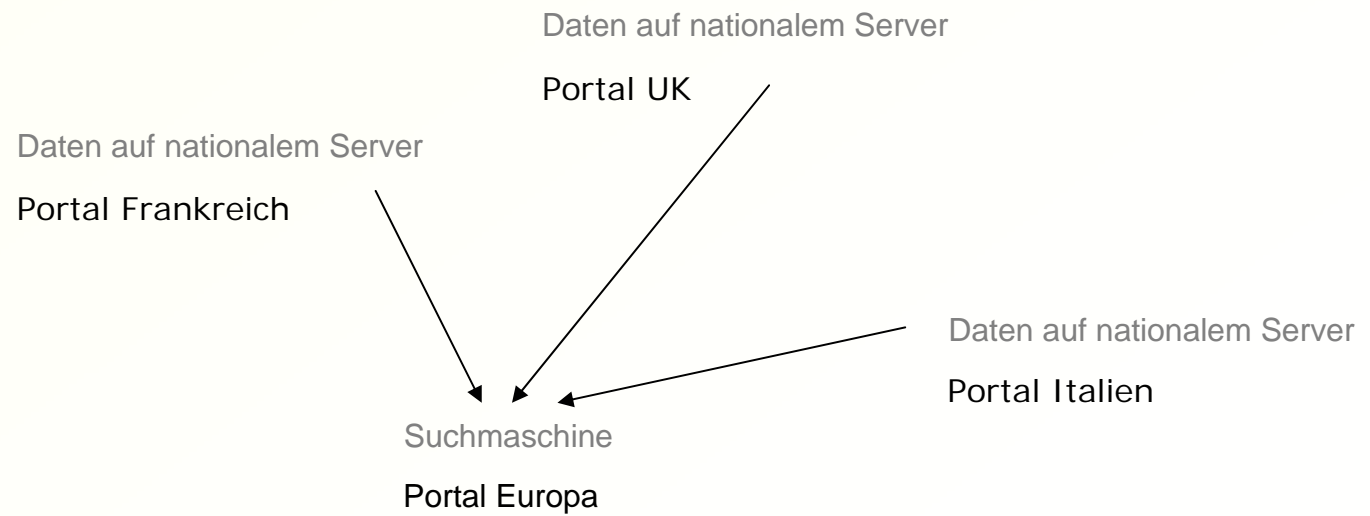 Daten auf nationalem Server
Portal UK
Daten auf nationalem Server
Portal Frankreich
Daten auf nationalem Server
Portal Italien
Suchmaschine
Portal Europa